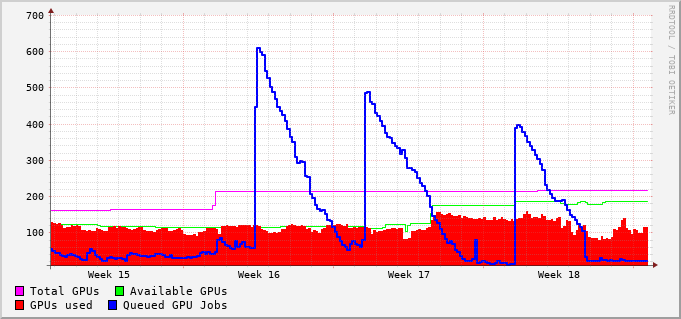 700
600
500
400
300
200
100
Week 15 Week 16 Week 17 Week 18
Total GPUs Available GPUs
GPUs used Queued GPU Jobs
RRDTOOL / TOBI OETIKER